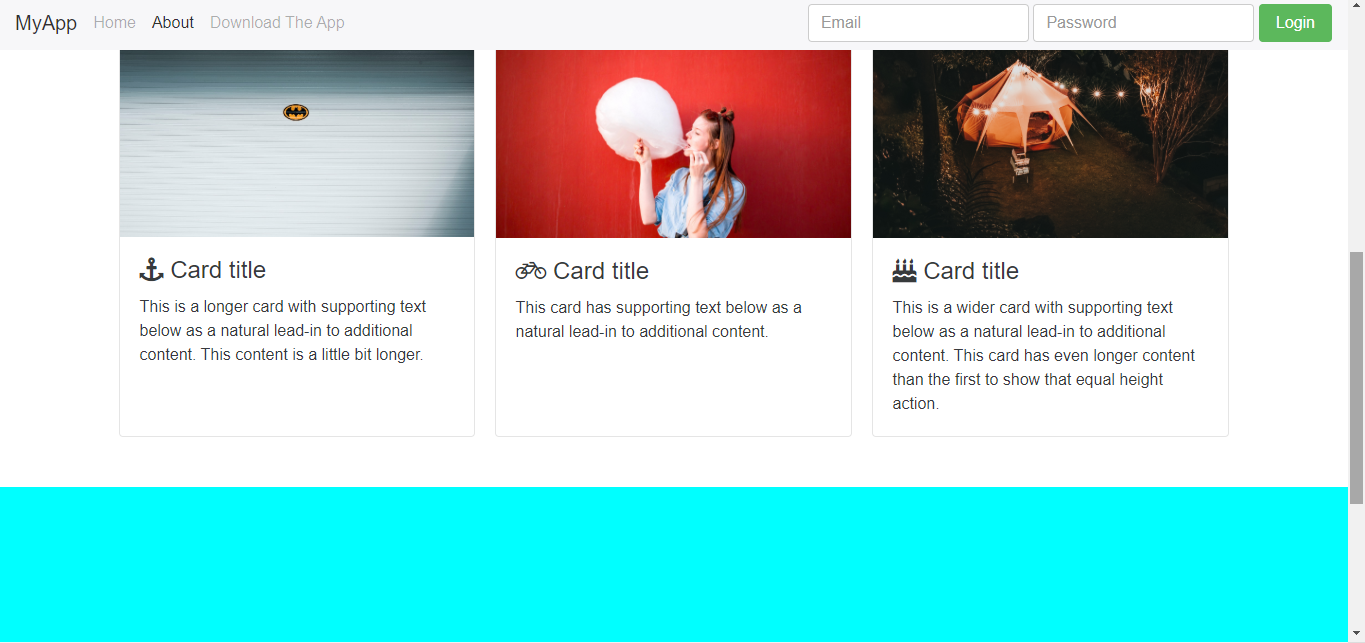 MyApp Home About Download The App Email Password Login
Card title
This is a longer card with supporting text
below as a natural lead-in to additional
content. This content is a little bit longer.
Card title
This card has supporting text below as a
natural lead-in to additional content.
Card title
This is a wider card with supporting text
below as a natural lead-in to additional
content. This card has even longer content
than the first to show that equal height
action.